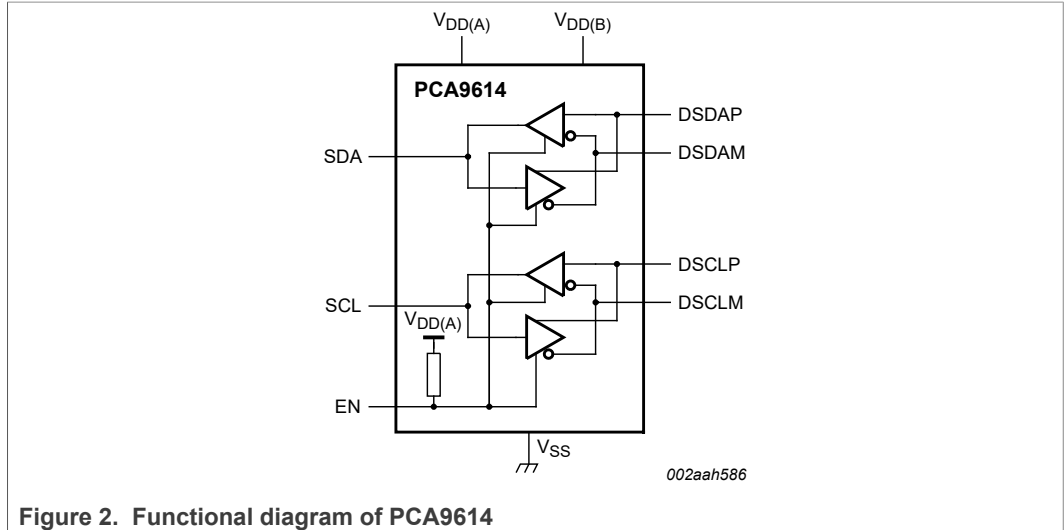 VDD(A) VDD(B)
PCA9614
DSDAP
SDA DSDAM
DSCLP
SCL DSCLM
VDD(A)
EN
VSS
002aah586
Figure 2. Functional diagram of PCA9614